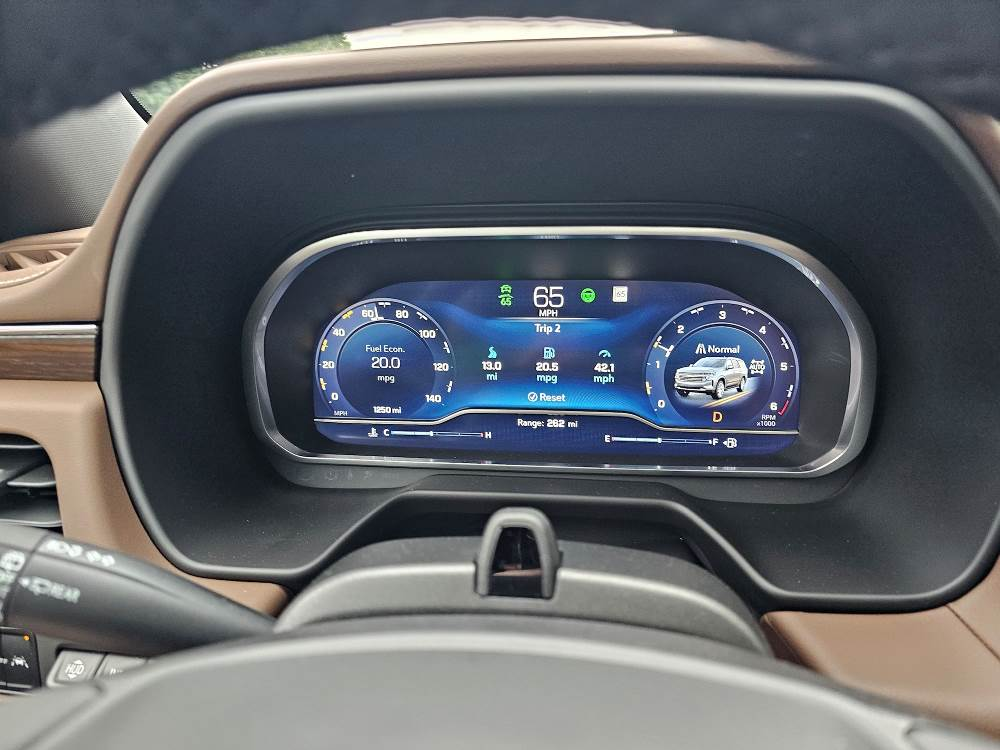 65
65
MPH
65
Trip 2
13.0
mi
20.5
mpg
42.1
mph
Reset
Range: 262 mi
0
20
40
60
80
100
120
140
MPH
Fuel Econ.
20.0
mpg
1250 mi
C
H
0
1
2
3
4
5
6
RPM
x1000
Normal
AUTO
D
E
F
REAR
HUD